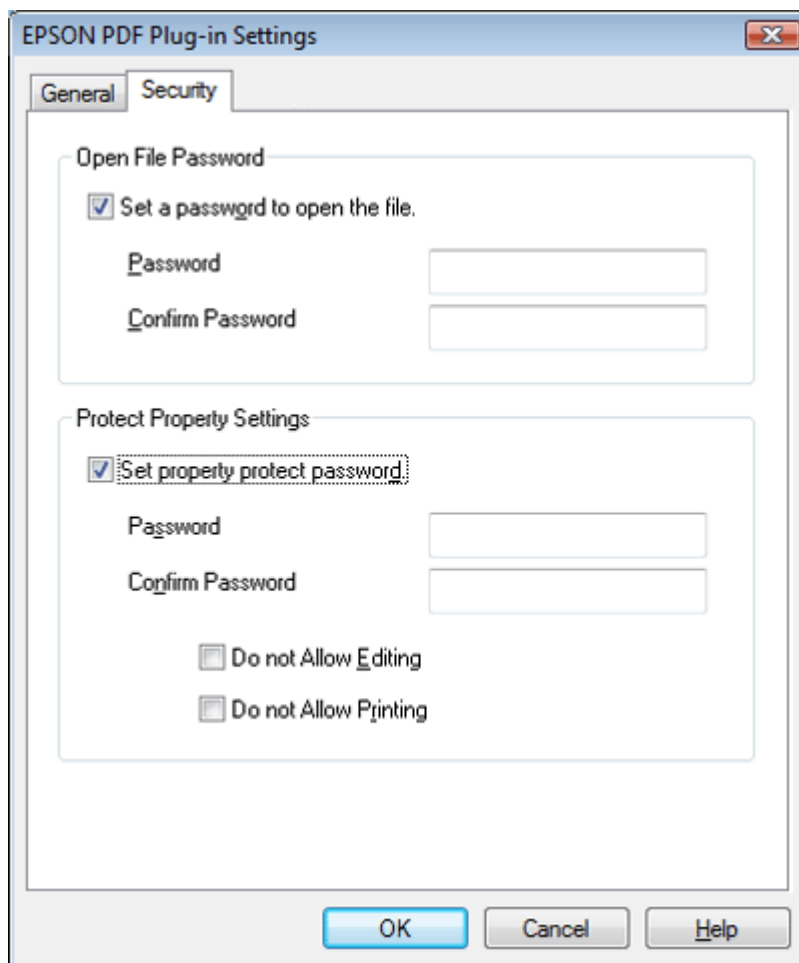 EPSON PDF Plug-in Settings
General Security
Open File Password
Set a password to open the file.
Password
Confirm Password
Protect Property Settings
Set property protect password.
Password
Confirm Password
Do not Allow Editing
Do not Allow Printing
OK Cancel Help